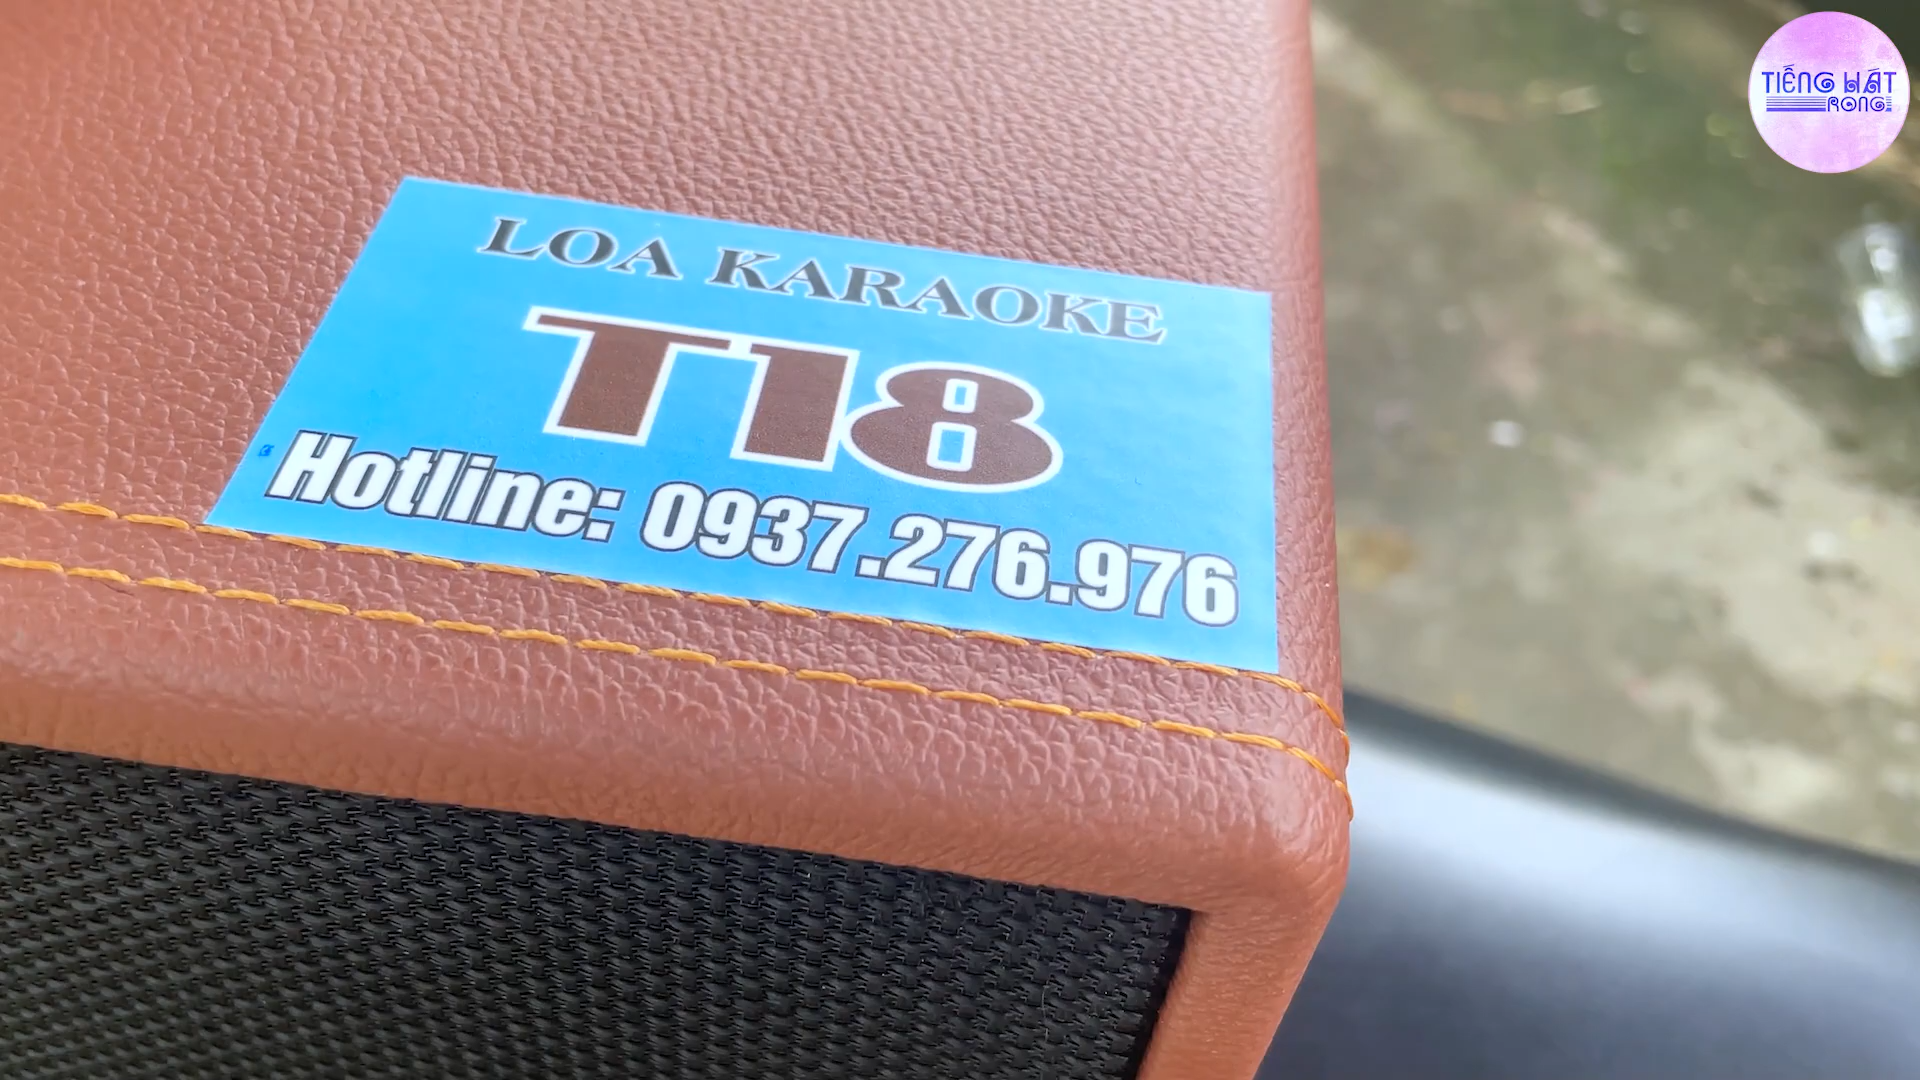 TIẾNG HÁT
RONG
LOA KARAOKE
T18
Hotline: 0937.276.976